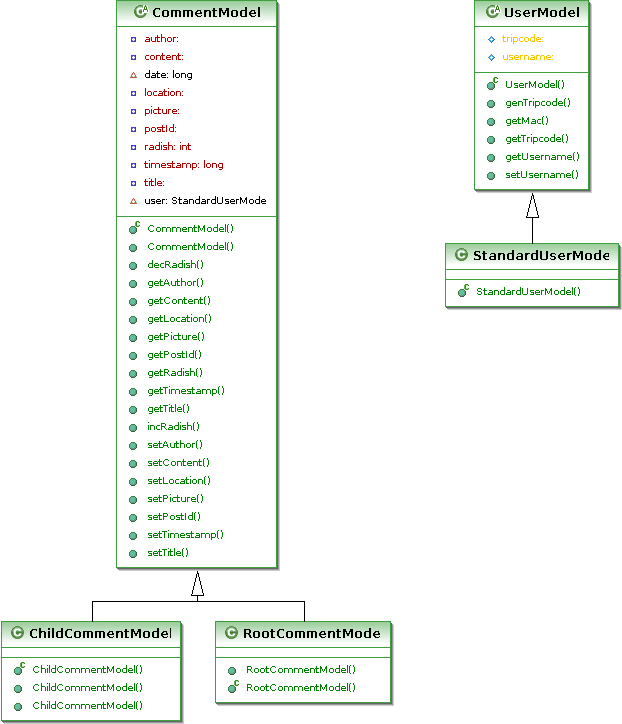 CommentModel
author:
content:
date: long
location:
picture:
postId:
radish: int
timestamp: long
title:
user: StandardUserMode
CommentModel()
CommentModel()
decRadish()
getAuthor()
getContent()
getLocation()
getPicture()
getPostId()
getRadish()
getTimestamp()
getTitle()
incRadish()
setAuthor()
setContent()
setLocation()
setPicture()
setPostId()
setTimestamp()
setTitle()
UserModel
tripcode:
username:
UserModel()
genTripcode()
getMac()
getTripcode()
getUsername()
setUsername()
StandardUserMode
StandardUserModel()
ChildCommentModel
ChildCommentModel()
ChildCommentModel()
ChildCommentModel()
RootCommentMode
RootCommentModel()
RootCommentModel()